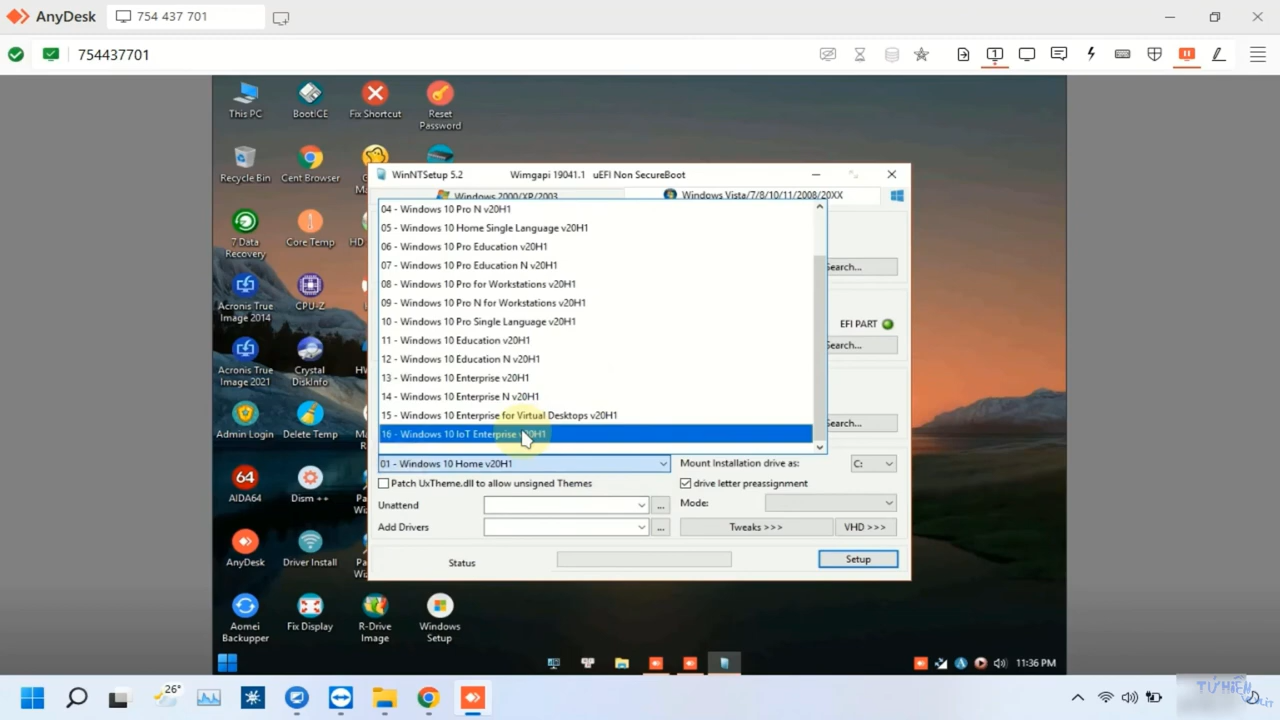 AnyDesk
754 437 701
754437701
This PC
BootICE
Fix Shortcut
Reset
Password
Recycle Bin
Cent Browser
7 Data
Recovery
Core Temp
HD
Acronis True
Image 2014
CPU-Z
Acronis True
Image 2021
Crystal
DiskInfo
Admin Login
Delete Temp
64
AIDA64
Dism ++
AnyDesk
Driver Install
Aomei
Backupper
Fix Display
R-Drive
Image
Windows
Setup
WinNTSetup 5.2
Wimgapi 19041.1
uEFI Non SecureBoot
Windows 2000/XP/2003
Windows Vista/7/8/10/11/2008/20XX
04 - Windows 10 Pro N v20H1
05 - Windows 10 Home Single Language v20H1
06 - Windows 10 Pro Education v20H1
07 - Windows 10 Pro Education N v20H1
08 - Windows 10 Pro for Workstations v20H1
09 - Windows 10 Pro N for Workstations v20H1
10 - Windows 10 Pro Single Language v20H1
11 - Windows 10 Education v20H1
12 - Windows 10 Education N v20H1
13 - Windows 10 Enterprise v20H1
14 - Windows 10 Enterprise N v20H1
15 - Windows 10 Enterprise for Virtual Desktops v20H1
16 - Windows 10 IoT Enterprise v20H1
Search...
EFI PART
Search...
Search...
01 - Windows 10 Home v20H1
Mount Installation drive as:
C:
Patch UxTheme.dll to allow unsigned Themes
drive letter preassignment
Unattend
...
Mode:
Add Drivers
...
Tweaks >>>
VHD >>>
Status
Setup
11:36 PM
26°
TỪ HIỀN